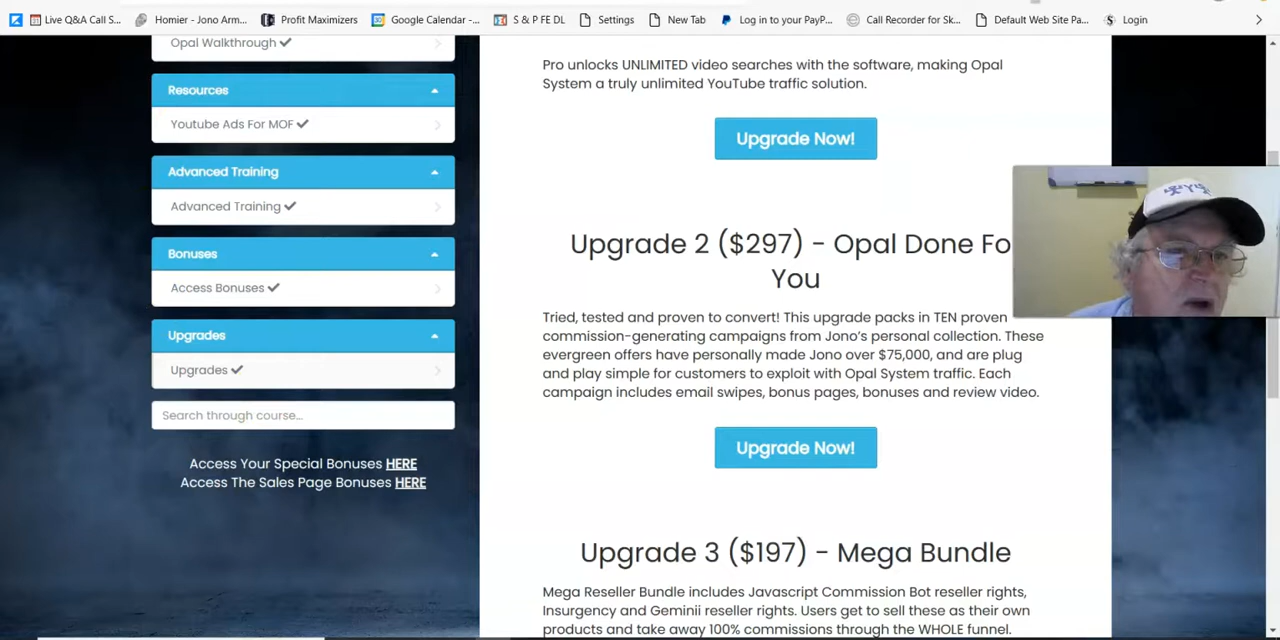 Live Q&A Call S...
Homier - Jono Arm...
Profit Maximizers
Google Calendar -...
S & P FE DL
Settings
New Tab
Log in to your PayP...
Call Recorder for Sk...
Default Web Site Pa...
Login
Opal Walkthrough
Resources
Youtube Ads For MOF
Advanced Training
Advanced Training
Bonuses
Access Bonuses
Upgrades
Upgrades
Search through course...
Access Your Special Bonuses HERE
Access The Sales Page Bonuses HERE
Pro unlocks UNLIMITED video searches with the software, making Opal
System a truly unlimited YouTube traffic solution.
Upgrade Now!
Upgrade 2 ($297) - Opal Done Fo
You
Tried, tested and proven to convert! This upgrade packs in TEN proven
commission-generating campaigns from Jono's personal collection. These
evergreen offers have personally made Jono over $75,000, and are plug
and play simple for customers to exploit with Opal System traffic. Each
campaign includes email swipes, bonus pages, bonuses and review video.
Upgrade Now!
Upgrade 3 ($197) - Mega Bundle
Mega Reseller Bundle includes Javascript Commission Bot reseller rights,
Insurgency and Geminii reseller rights. Users get to sell these as their own
products and take away 100% commissions through the WHOLE funnel.